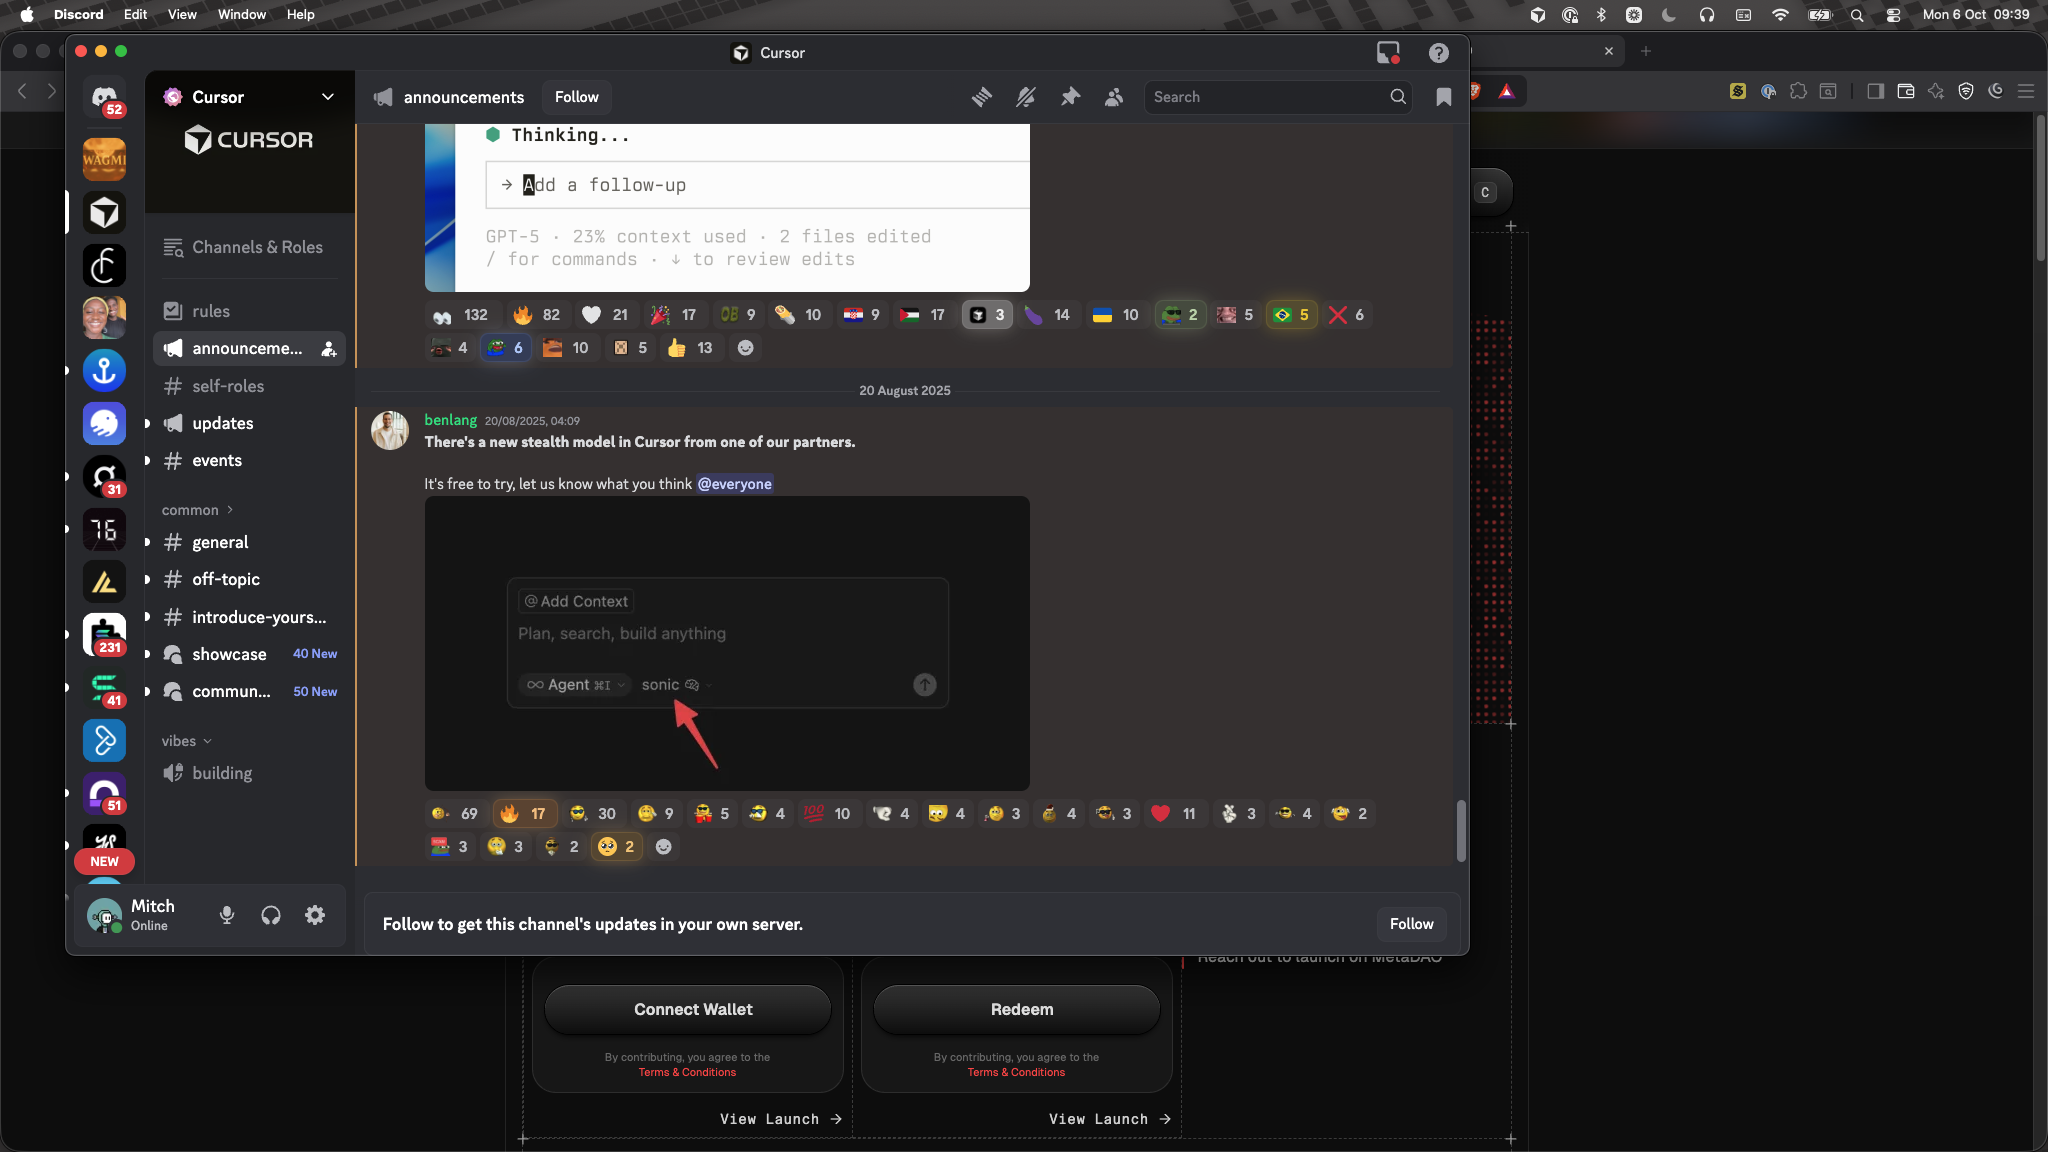 Discord Edit View Window Help
Mon 6 Oct 09:39
Cursor
52
WAGMI
31
76
231
41
51
NEW
Cursor
CURSOR
Channels & Roles
rules
announceme...
self-roles
updates
events
common
general
off-topic
introduce-yours...
showcase 40 New
commun... 50 New
vibes
building
Mitch
Online
announcements Follow
Search
Thinking...
→ Add a follow-up
GPT-5 · 23% context used · 2 files edited
/ for commands · ↓ to review edits
132 82 21 17 9 10 9 17 3 14 10 2 5 5 6
4 6 10 5 13
20 August 2025
benlang 20/08/2025, 04:09
There's a new stealth model in Cursor from one of our partners.
It's free to try, let us know what you think @everyone
@ Add Context
Plan, search, build anything
∞ Agent ⌘I sonic
69 17 30 9 5 4 100 10 4 4 3 4 3 11 3 4 2
3 3 2 2
Follow to get this channel's updates in your own server.
Follow
C
Reach out to launch on MetaDAO
Connect Wallet
By contributing, you agree to the
Terms & Conditions
View Launch →
Redeem
By contributing, you agree to the
Terms & Conditions
View Launch →